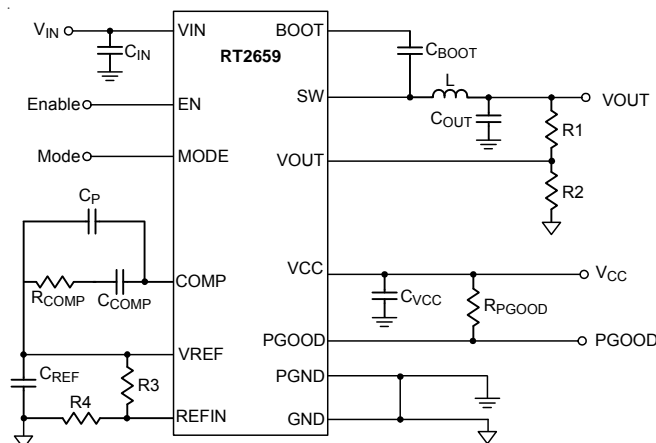 VIN VIN BOOT
CIN RT2659 CBOOT
L
Enable EN SW VOUT
COUT R1
Mode MODE VOUT
R2
CP
COMP VCC VCC
RCOMP CCOMP CVCC RPGOOD
VREF PGOOD PGOOD
CREF R3 PGND
R4 REFIN GND